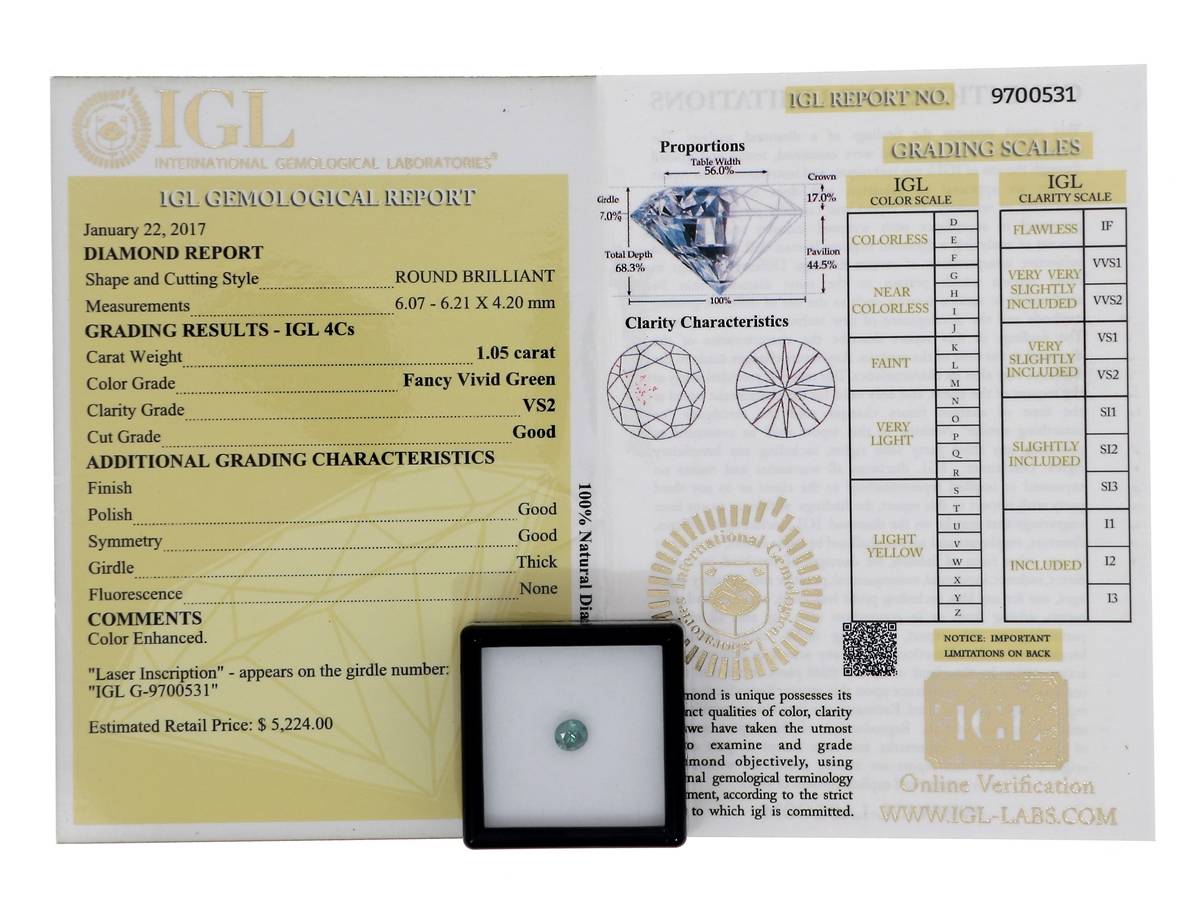 IGL
INTERNATIONAL GEMOLOGICAL LABORATORIES®
IGL GEMOLOGICAL REPORT
January 22, 2017
DIAMOND REPORT
Shape and Cutting Style ROUND BRILLIANT
Measurements 6.07 - 6.21 X 4.20 mm
GRADING RESULTS - IGL 4Cs
Carat Weight 1.05 carat
Color Grade Fancy Vivid Green
Clarity Grade VS2
Cut Grade Good
ADDITIONAL GRADING CHARACTERISTICS
Finish
Polish Good
Symmetry Good
Girdle Thick
Fluorescence None
COMMENTS
Color Enhanced.
"Laser Inscription" - appears on the girdle number:
"IGL G-9700531"
Estimated Retail Price: $ 5,224.00
100% Natural
IGL REPORT NO. 9700531
Proportions
Table Width
56.0%
Crown
17.0%
Girdle
7.0%
Total Depth
68.3%
Pavilion
44.5%
100%
Clarity Characteristics
International Gemological Laboratories
mond is unique possesses its
nct qualities of color, clarity
we have taken the utmost
to examine and grade
amond objectively, using
nal gemological terminology
ment, according to the strict
to which igl is committed.
GRADING SCALES
IGL
COLOR SCALE
COLORLESS
D
E
F
NEAR
COLORLESS
G
H
I
J
FAINT
K
L
M
VERY
LIGHT
N
O
P
Q
R
LIGHT
YELLOW
S
T
U
V
W
X
Y
Z
IGL
CLARITY SCALE
FLAWLESS
IF
VERY VERY
SLIGHTLY
INCLUDED
VVS1
VVS2
VERY
SLIGHTLY
INCLUDED
VS1
VS2
SLIGHTLY
INCLUDED
SI1
SI2
SI3
INCLUDED
I1
I2
I3
NOTICE: IMPORTANT
LIMITATIONS ON BACK
IGL
Online Verification
WWW.IGL-LABS.COM